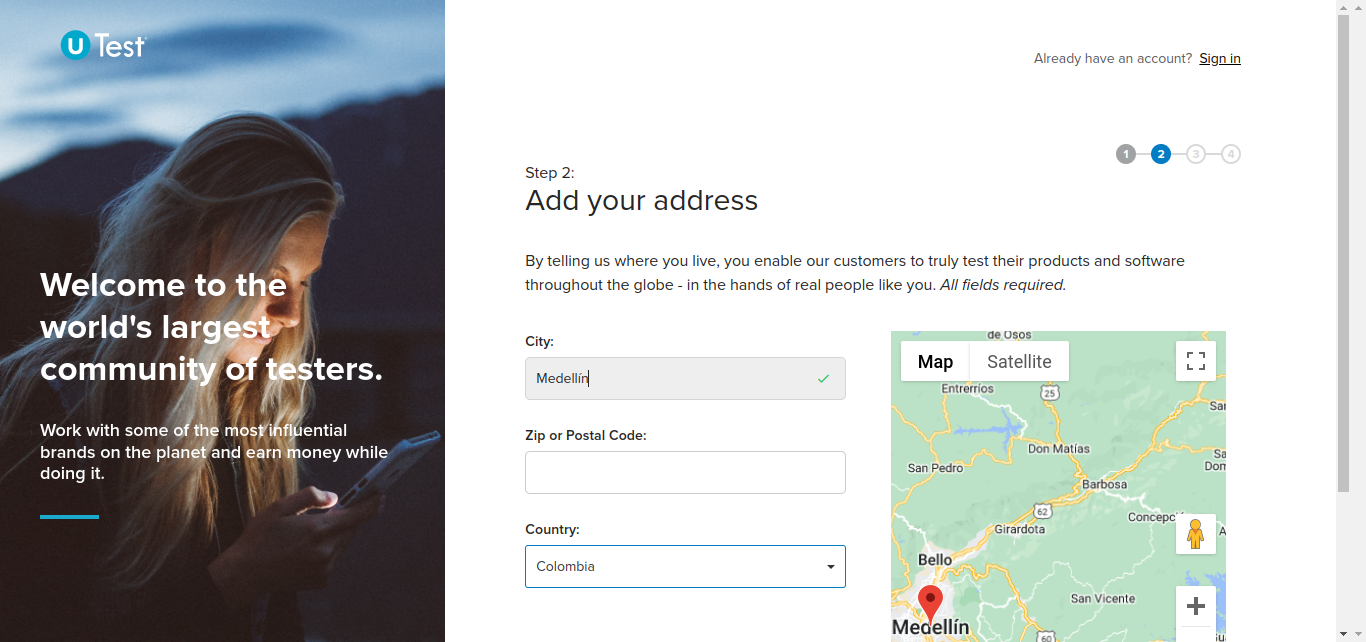 U Test
Already have an account? Sign in
1 2 3 4
Step 2:
Add your address
By telling us where you live, you enable our customers to truly test their products and software
throughout the globe - in the hands of real people like you. All fields required.
Welcome to the
world's largest
community of testers.
Work with some of the most influential
brands on the planet and earn money while
doing it.
City:
Medellín
Zip or Postal Code:
Country:
Colombia
de Osos
Map Satellite
Entrerríos
25
San Pedro
Don Matías
Barbosa
62
Girardota
Concepci
Bello
San Vicente
Medellín
60